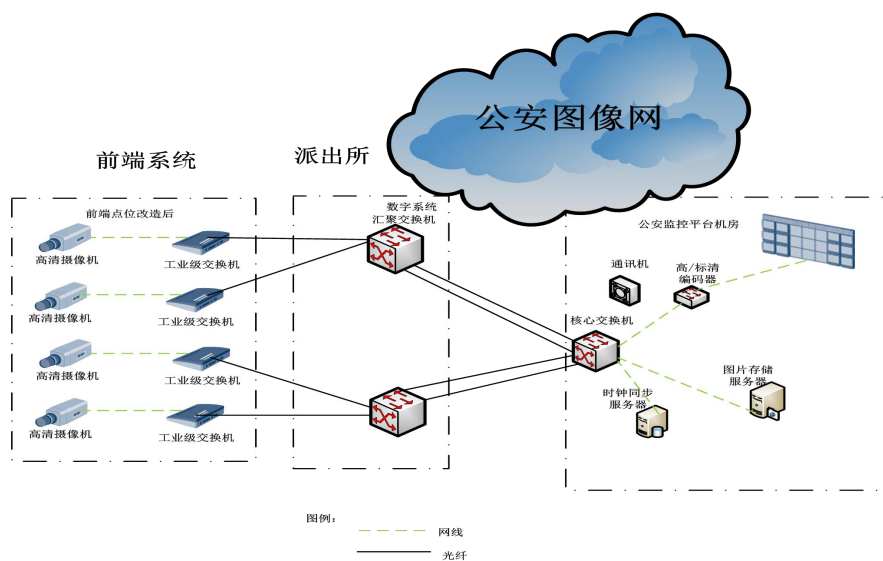 公安图像网
前端系统
派出所
前端点位改造后
高清摄像机
工业级交换机
高清摄像机
工业级交换机
高清摄像机
工业级交换机
高清摄像机
工业级交换机
数字系统
汇聚交换机
公安监控平台机房
通讯机
高/标清
编码器
核心交换机
图片存储
服务器
时钟同步
服务器
图例：
网线
光纤